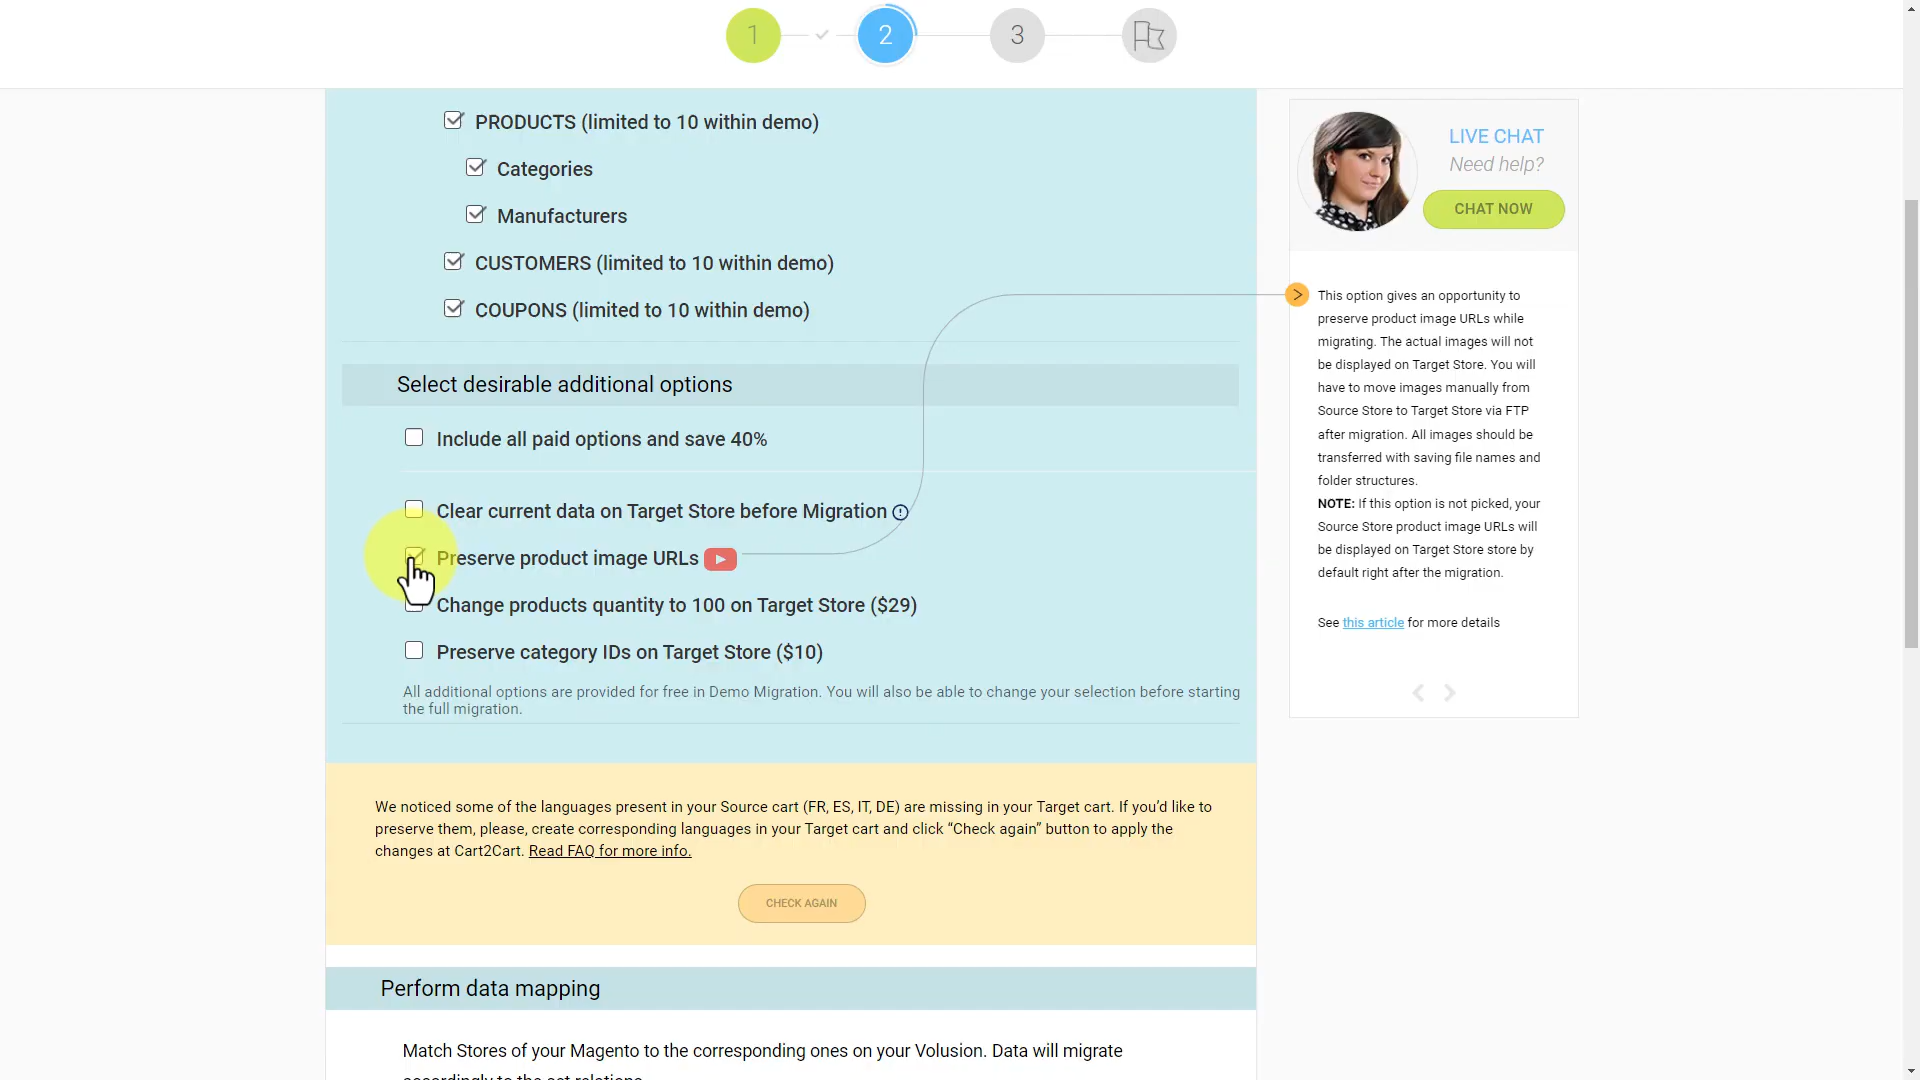 1
2
3
PRODUCTS (limited to 10 within demo)
Categories
Manufacturers
CUSTOMERS (limited to 10 within demo)
COUPONS (limited to 10 within demo)
Select desirable additional options
Include all paid options and save 40%
Clear current data on Target Store before Migration
Preserve product image URLs
Change products quantity to 100 on Target Store ($29)
Preserve category IDs on Target Store ($10)
All additional options are provided for free in Demo Migration. You will also be able to change your selection before starting
the full migration.
We noticed some of the languages present in your Source cart (FR, ES, IT, DE) are missing in your Target cart. If you’d like to
preserve them, please, create corresponding languages in your Target cart and click “Check again” button to apply the
changes at Cart2Cart. Read FAQ for more info.
CHECK AGAIN
Perform data mapping
Match Stores of your Magento to the corresponding ones on your Volusion. Data will migrate
accordingly to the set relations.
LIVE CHAT
Need help?
CHAT NOW
This option gives an opportunity to
preserve product image URLs while
migrating. The actual images will not
be displayed on Target Store. You will
have to move images manually from
Source Store to Target Store via FTP
after migration. All images should be
transferred with saving file names and
folder structures.
NOTE: If this option is not picked, your
Source Store product image URLs will
be displayed on Target Store store by
default right after the migration.
See this article for more details